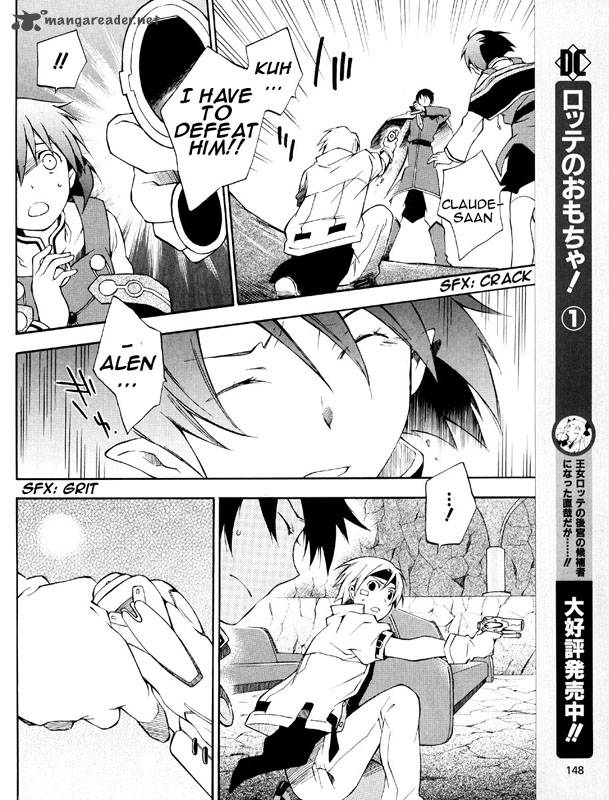 mangareader.net
KUH
...
CLAUDE-
SAAN
I HAVE
TO
DEFEAT
HIM!!
!!
SFX: CRACK
-
ALEN
...
SFX: GRIT
...!
DC
ロッテのおもちゃ!
①
王女ロッテの後宮の候補者
になった直哉だが……!!
大好評発売中!!
148